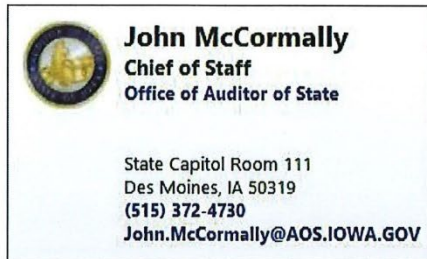 John McCormally
Chief of Staff
Office of Auditor of State
State Capitol Room 111
Des Moines, IA 50319
(515) 372-4730
John.McCormally@AOS.IOWA.GOV